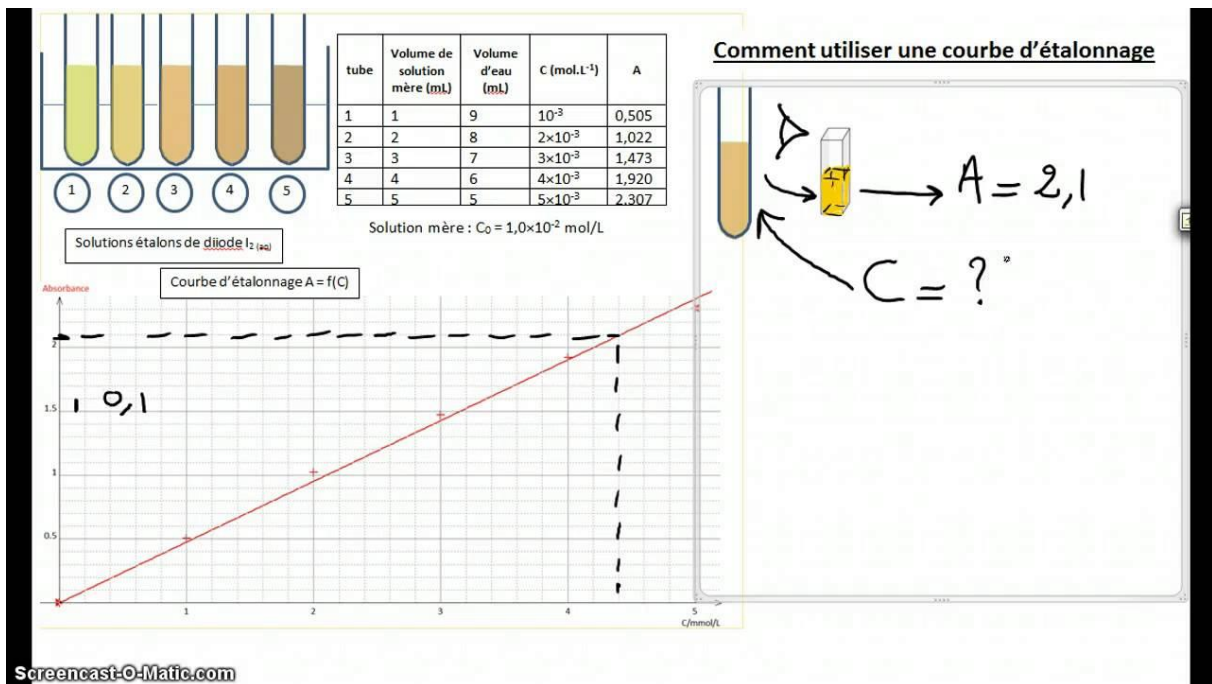 Comment utiliser une courbe d'étalonnage
tube | Volume de solution mère (mL) | Volume d'eau (mL) | C (mol.L⁻¹) | A
1 | 1 | 9 | 10⁻³ | 0,505
2 | 2 | 8 | 2×10⁻³ | 1,022
3 | 3 | 7 | 3×10⁻³ | 1,473
4 | 4 | 6 | 4×10⁻³ | 1,920
5 | 5 | 5 | 5×10⁻³ | 2.307
1 2 3 4 5
Solution mère : C₀ = 1,0×10⁻² mol/L
Solutions étalons de diiode I₂ (aq)
Courbe d'étalonnage A = f(C)
Absorbance
2
1.5
1
0.5
0,1
1 2 3 4 5
C/mmol/L
A = 2,1
C = ?
Screencast-O-Matic.com